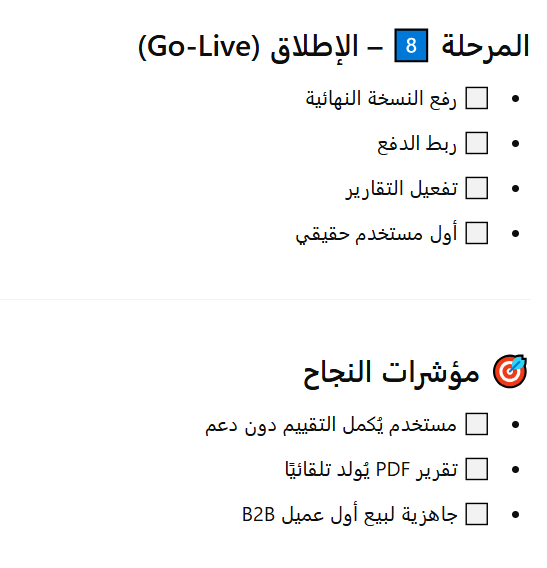 المرحلة 8️⃣ – الإطلاق (Go-Live)
• ☐ رفع النسخة النهائية
• ☐ ربط الدفع
• ☐ تفعيل التقارير
• ☐ أول مستخدم حقيقي
🎯 مؤشرات النجاح
• ☐ مستخدم يُكمل التقييم دون دعم
• ☐ تقرير PDF يُولد تلقائيًا
• ☐ جاهزية لبيع أول عميل B2B